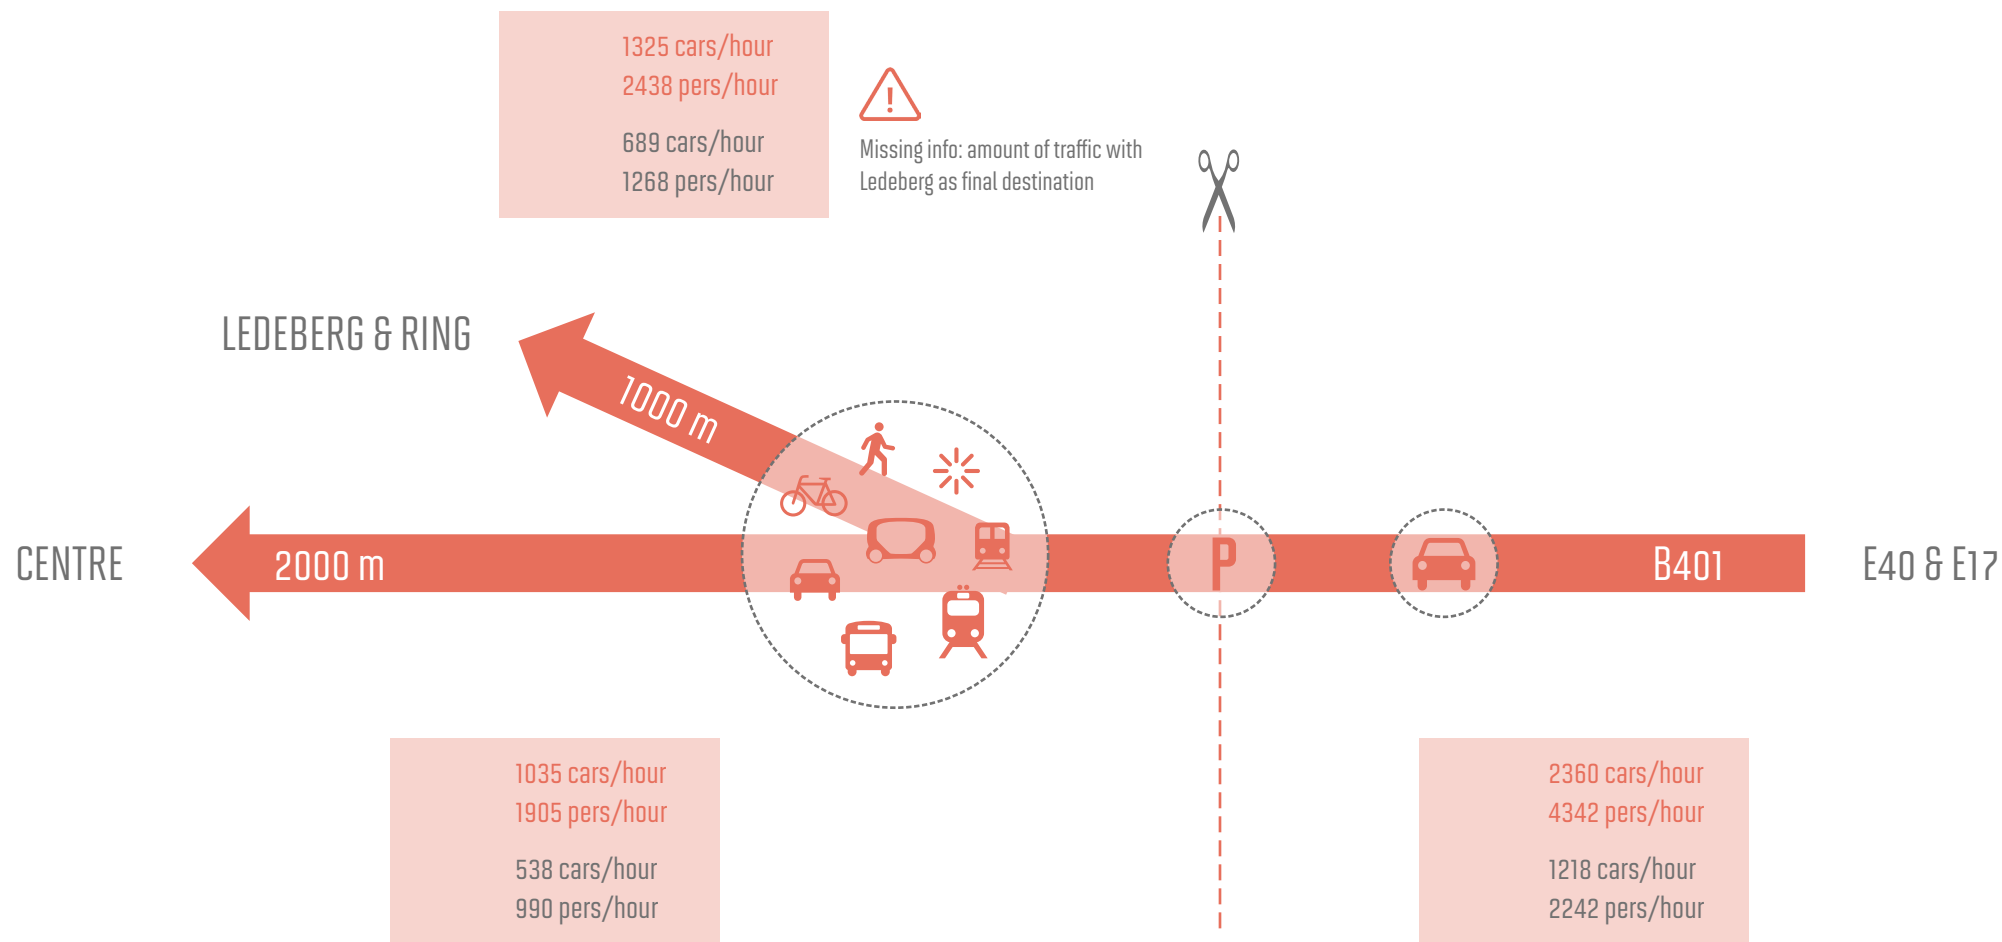 1325 cars/hour
2438 pers/hour
689 cars/hour
1268 pers/hour
Missing info: amount of traffic with
Ledeberg as final destination
LEDEBERG & RING
1000 m
CENTRE
2000 m
P
B401
E40 & E17
1035 cars/hour
1905 pers/hour
538 cars/hour
990 pers/hour
2360 cars/hour
4342 pers/hour
1218 cars/hour
2242 pers/hour